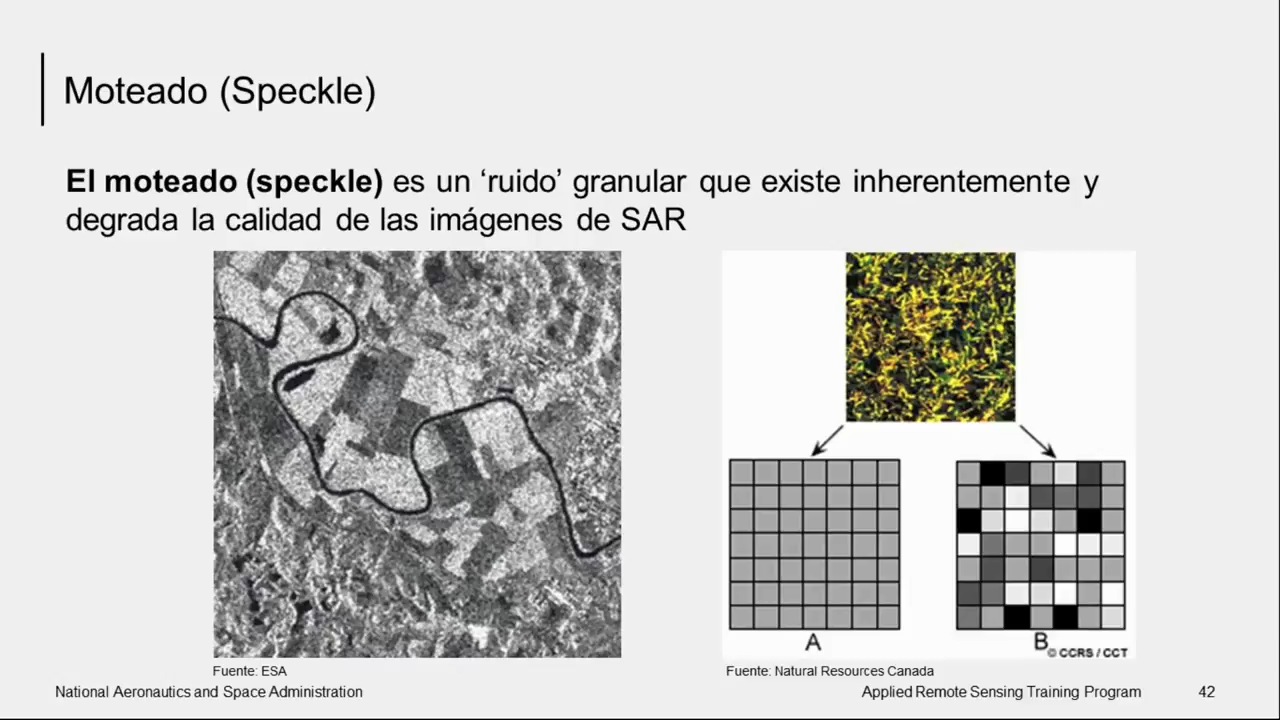 Moteado (Speckle)
El moteado (speckle) es un ‘ruido’ granular que existe inherentemente y
degrada la calidad de las imágenes de SAR
A
B
© CCRS / CCT
Fuente: ESA
Fuente: Natural Resources Canada
National Aeronautics and Space Administration
Applied Remote Sensing Training Program
42